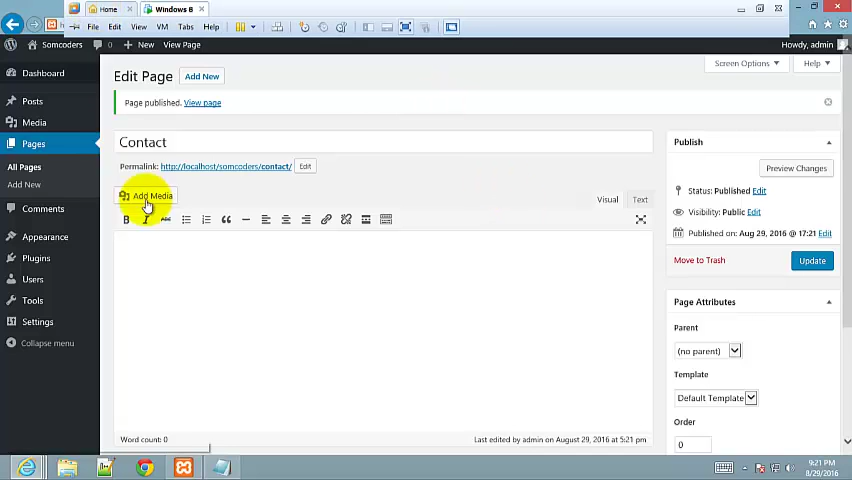 Home
Windows 8
File Edit View VM Tabs Help
Somcoders 0 New View Page
Howdy, admin
Dashboard
Posts
Media
Pages
All Pages
Add New
Comments
Appearance
Plugins
Users
Tools
Settings
Collapse menu
Edit Page Add New
Screen Options Help
Page published. View page
Contact
Permalink: http://localhost/somcoders/contact/ Edit
Add Media
Visual Text
B I ABC
Word count: 0
Last edited by admin on August 29, 2016 at 5:21 pm
Publish
Preview Changes
Status: Published Edit
Visibility: Public Edit
Published on: Aug 29, 2016 @ 17:21 Edit
Move to Trash Update
Page Attributes
Parent
(no parent)
Template
Default Template
Order
0
9:21 PM
8/29/2016